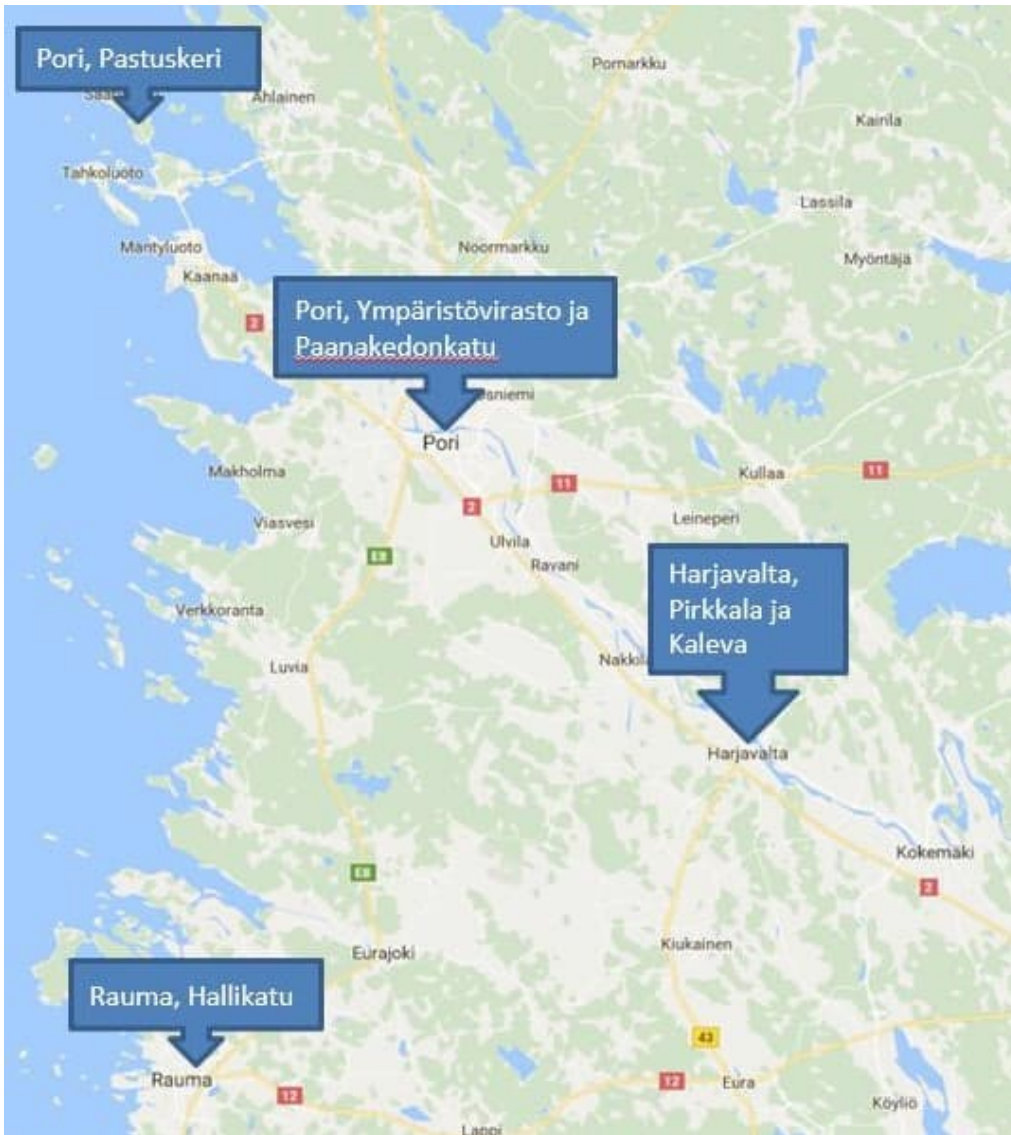 Pori, Pastuskeri
Pomarkku
Ahlainen
Kairila
Tahkoluoto
Lassila
Mäntyluoto
Noormarkku
Myöntäjä
Kaanaa
Pori, Ympäristövirasto ja
Paanakedonkatu
2
Pori
Makholma
Kullaa
11
11
2
Leineperi
Viasvesi
Ulvila
E8
Ravani
Harjavalta,
Pirkkala ja
Kaleva
Verkkoranta
Luvia
Harjavalta
Kokemäki
E8
2
Kiukainen
Eurajoki
Rauma, Hallikatu
43
Rauma
12
Eura
12
Köyliö
Lappi